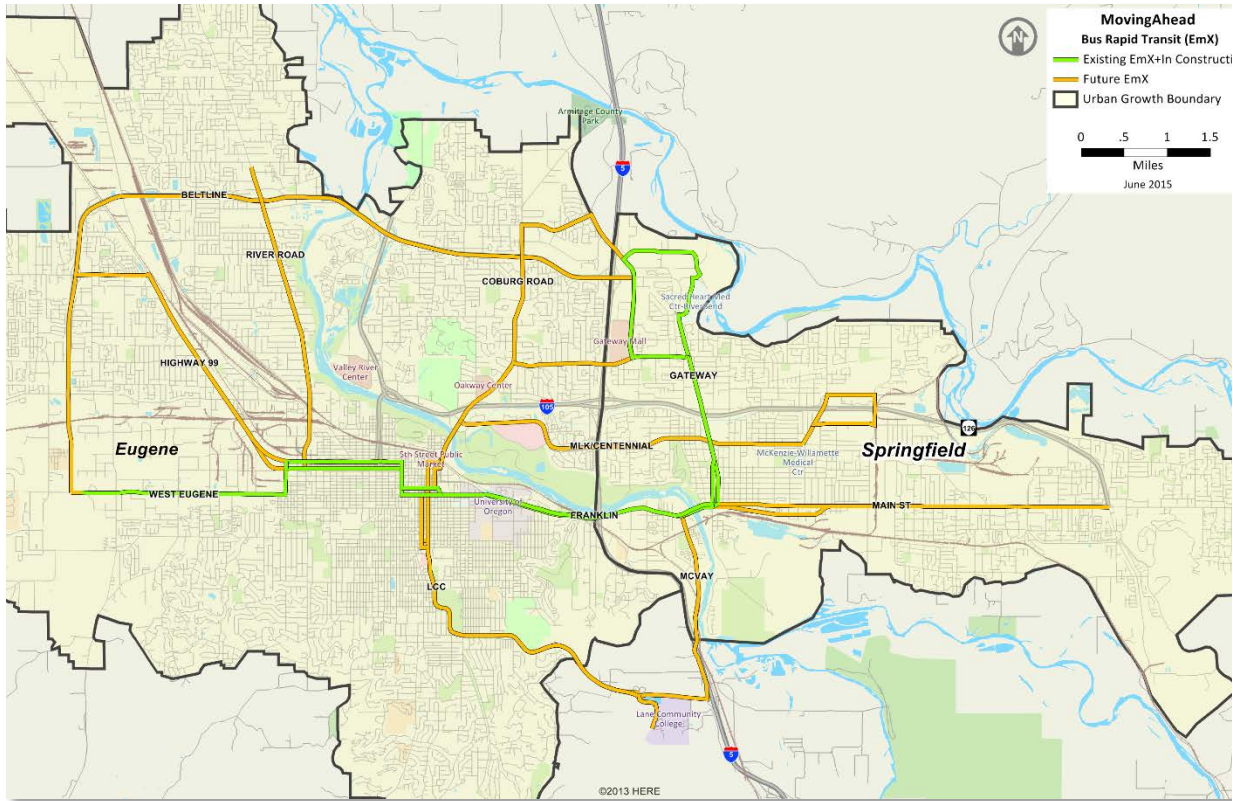 MovingAhead
Bus Rapid Transit (EmX)
Existing EmX+In Constructi
Future EmX
Urban Growth Boundary
0 .5 1 1.5
Miles
June 2015
N
Armitage County
Park
5
BELTLINE
RIVER ROAD
COBURG ROAD
Sacred Heart Med
Ctr-Riverbend
Gateway Mall
HIGHWAY 99
Valley River
Center
Oakway Center
GATEWAY
105
126
Eugene
5th Street Public
Market
MLK/CENTENNIAL
McKenzie-Willamette
Medical
Ctr
Springfield
WEST EUGENE
University of
Oregon
FRANKLIN
MAIN ST
LCC
MCVAY
Lane Community
College
5
©2013 HERE